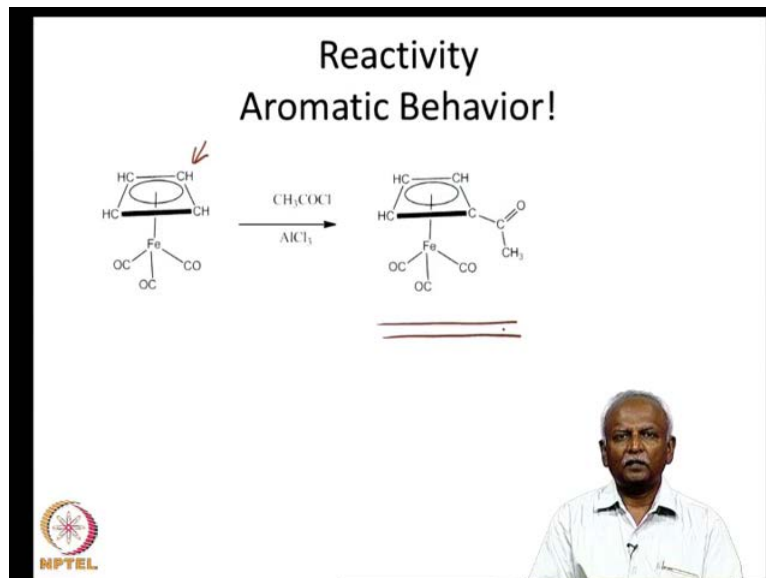 Reactivity
Aromatic Behavior!
HC CH
HC CH
Fe
OC CO
OC
CH₃COCl
AlCl₃
HC CH
HC C
O
C
CH₃
Fe
OC CO
OC
NPTEL